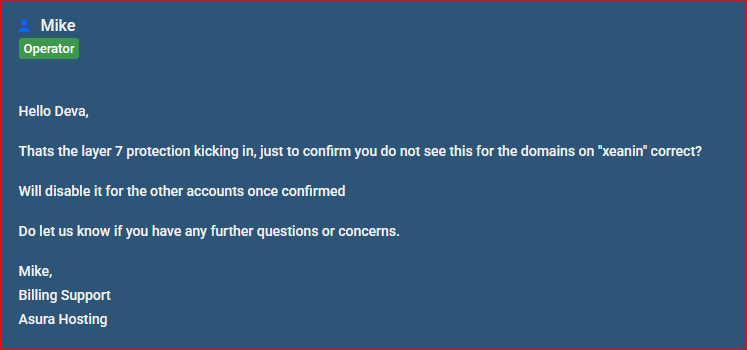 Mike
Operator
Hello Deva,
Thats the layer 7 protection kicking in, just to confirm you do not see this for the domains on "xeanin" correct?
Will disable it for the other accounts once confirmed
Do let us know if you have any further questions or concerns.
Mike,
Billing Support
Asura Hosting